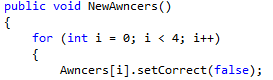 public void NewAwncers()
{
    for (int i = 0; i < 4; i++)
    {
        Awncers[i].setCorrect(false);